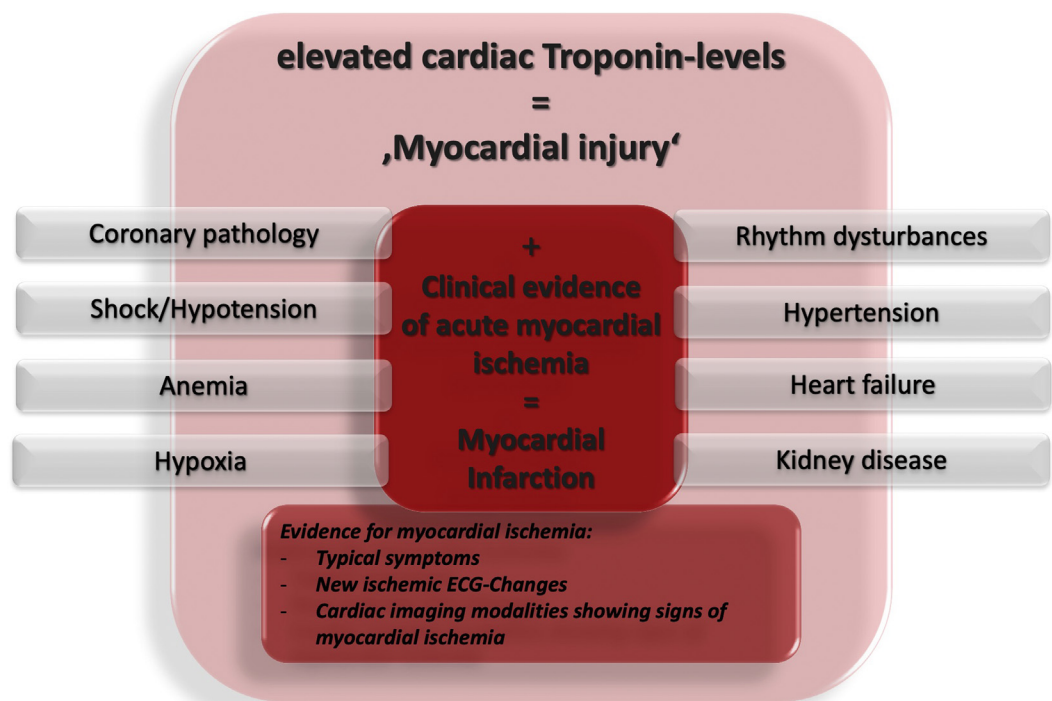 elevated cardiac Troponin-levels
=
‚Myocardial injury‘
Coronary pathology
Shock/Hypotension
Anemia
Hypoxia
+
Clinical evidence
of acute myocardial
ischemia
=
Myocardial
Infarction
Rhythm dysturbances
Hypertension
Heart failure
Kidney disease
Evidence for myocardial ischemia:
- Typical symptoms
- New ischemic ECG-Changes
- Cardiac imaging modalities showing signs of
myocardial ischemia